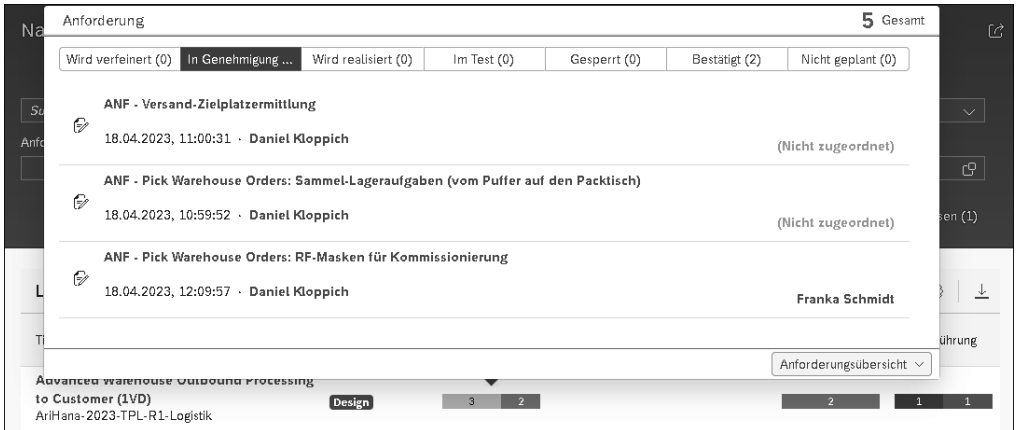 Na
Anforderung
5 Gesamt
Wird verfeinert (0)
In Genehmigung ...
Wird realisiert (0)
Im Test (0)
Gesperrt (0)
Bestätigt (2)
Nicht geplant (0)
Su
Anfo
ANF - Versand-Zielplatzermittlung
18.04.2023, 11:00:31 · Daniel Kloppich
(Nicht zugeordnet)
ANF - Pick Warehouse Orders: Sammel-Lageraufgaben (vom Puffer auf den Packtisch)
18.04.2023, 10:59:52 · Daniel Kloppich
(Nicht zugeordnet)
sen (1)
ANF - Pick Warehouse Orders: RF-Masken für Kommissionierung
18.04.2023, 12:09:57 · Daniel Kloppich
Franka Schmidt
L
Ti
ührung
Anforderungsübersicht
Advanced Warehouse Outbound Processing
to Customer (1VD)
Design
3 2
2
1 1
AriHana-2023-TPL-R1-Logistik